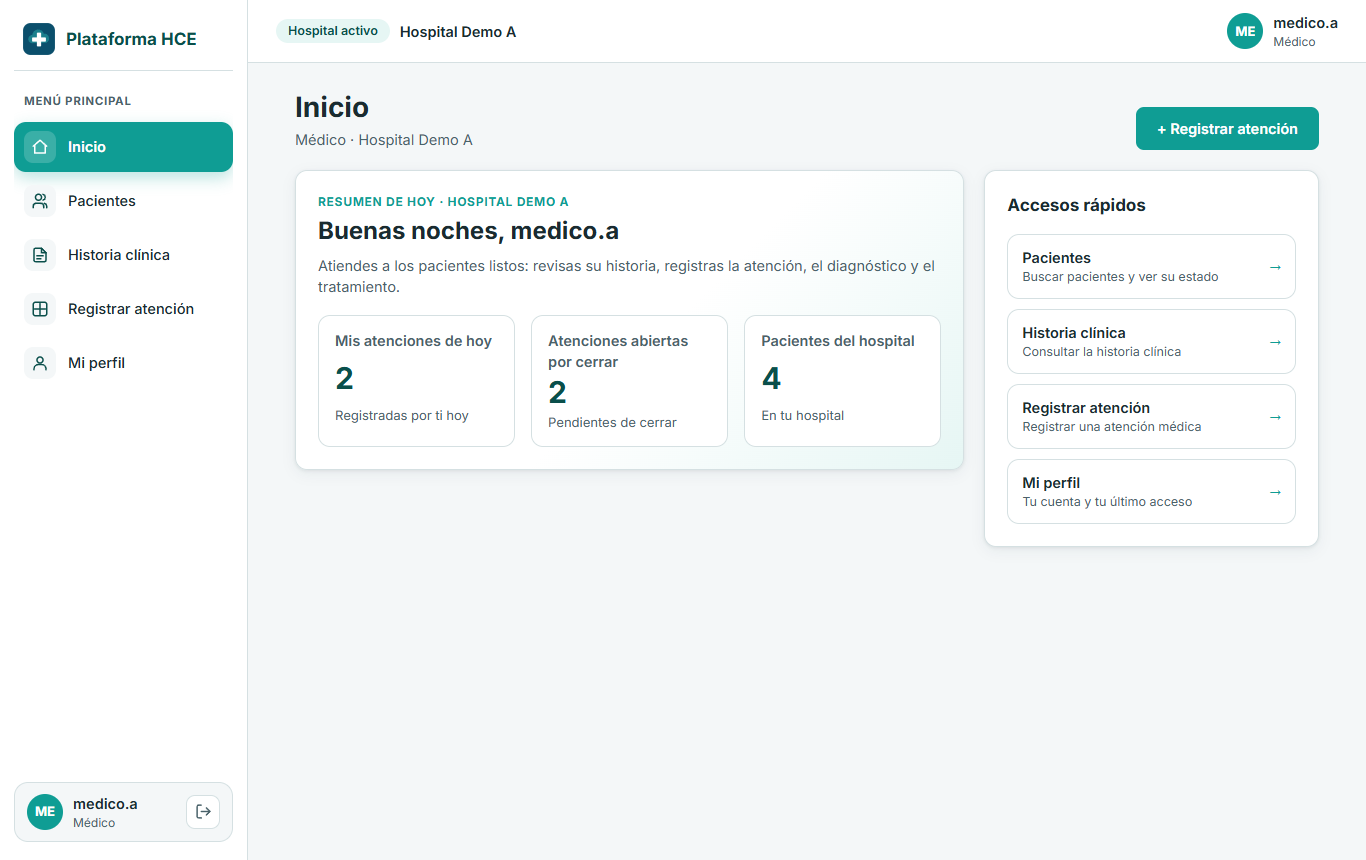 Plataforma HCE
MENÚ PRINCIPAL
Inicio
Pacientes
Historia clínica
Registrar atención
Mi perfil
ME
medico.a
Médico
Hospital activo
Hospital Demo A
ME
medico.a
Médico
Inicio
Médico · Hospital Demo A
+ Registrar atención
RESUMEN DE HOY · HOSPITAL DEMO A
Buenas noches, medico.a
Atiendes a los pacientes listos: revisas su historia, registras la atención, el diagnóstico y el
tratamiento.
Mis atenciones de hoy
2
Registradas por ti hoy
Atenciones abiertas
por cerrar
2
Pendientes de cerrar
Pacientes del hospital
4
En tu hospital
Accesos rápidos
Pacientes
Buscar pacientes y ver su estado
→
Historia clínica
Consultar la historia clínica
→
Registrar atención
Registrar una atención médica
→
Mi perfil
Tu cuenta y tu último acceso
→